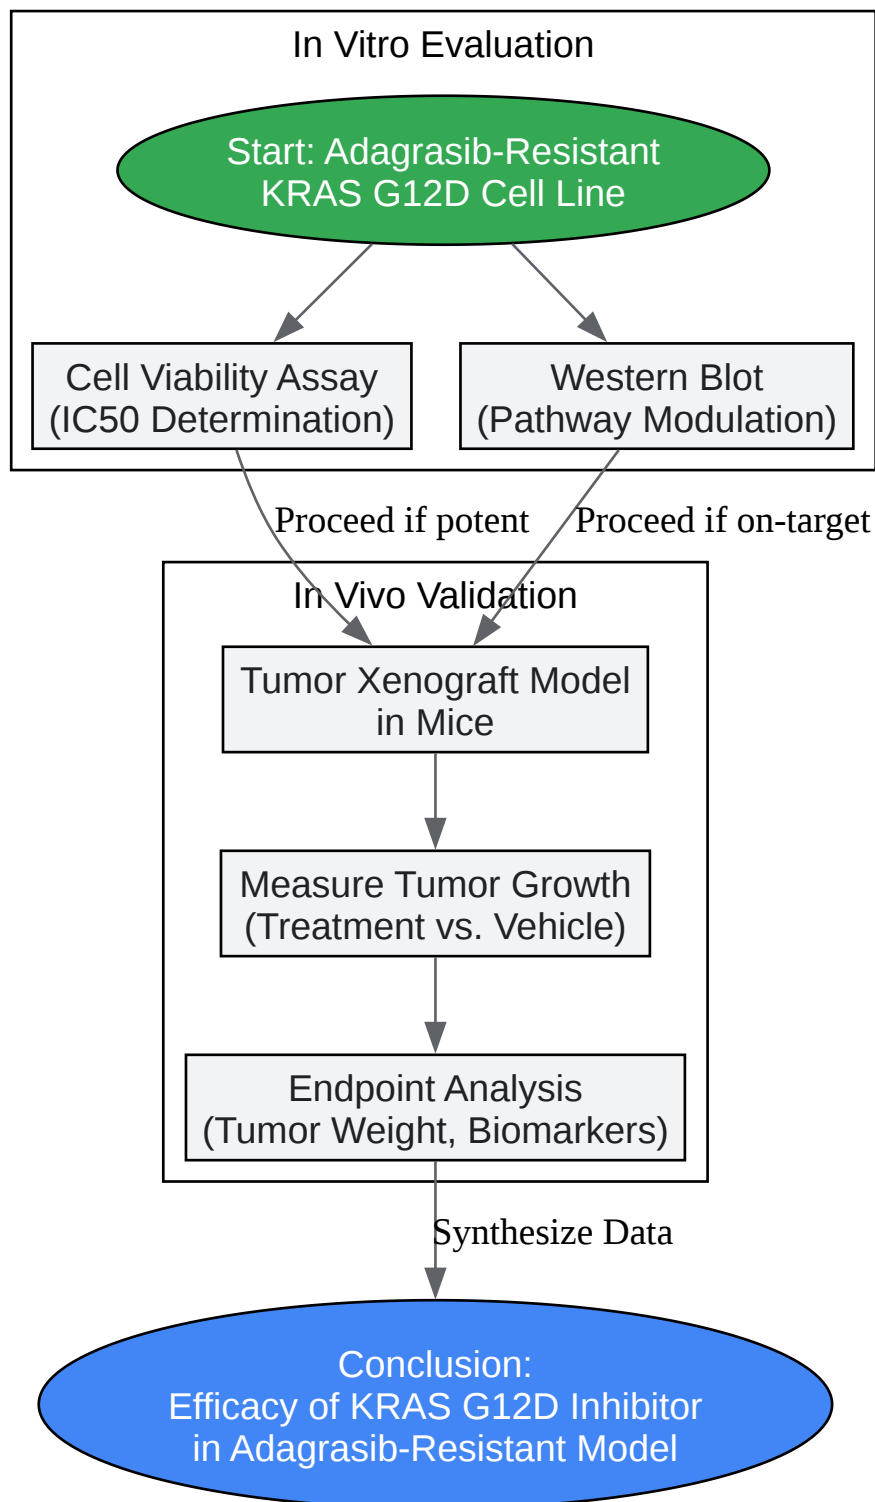 In Vitro Evaluation
Start: Adagrasib-Resistant
KRAS G12D Cell Line
Cell Viability Assay
(IC50 Determination)
Western Blot
(Pathway Modulation)
Proceed if potent
Proceed if on-target
In Vivo Validation
Tumor Xenograft Model
in Mice
Measure Tumor Growth
(Treatment vs. Vehicle)
Endpoint Analysis
(Tumor Weight, Biomarkers)
Synthesize Data
Conclusion:
Efficacy of KRAS G12D Inhibitor
in Adagrasib-Resistant Model